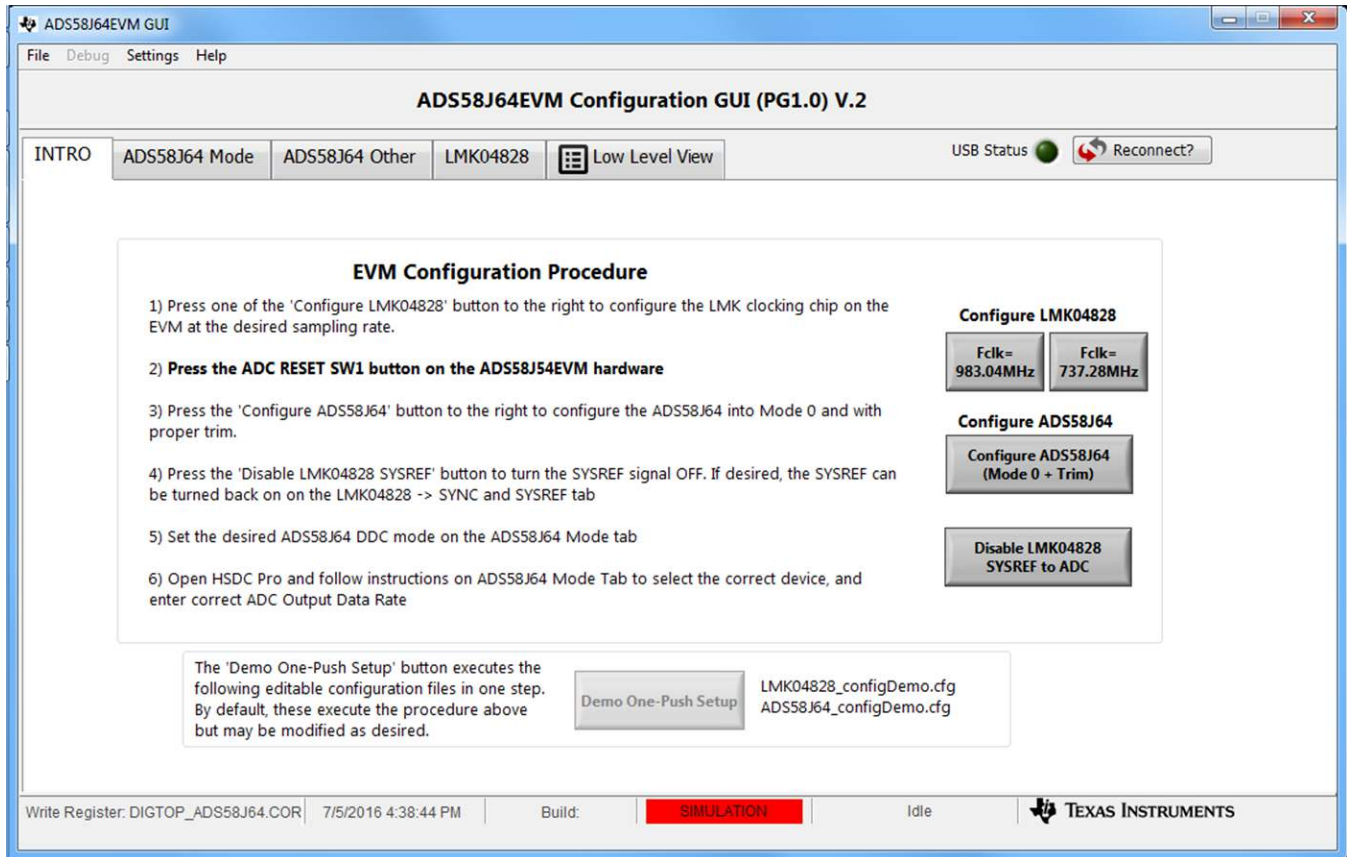 ADS58J64EVM GUI
File Debug Settings Help
ADS58J64EVM Configuration GUI (PG1.0) V.2
INTRO ADS58J64 Mode ADS58J64 Other LMK04828 Low Level View USB Status Reconnect?
EVM Configuration Procedure
1) Press one of the 'Configure LMK04828' button to the right to configure the LMK clocking chip on the
EVM at the desired sampling rate.
2) Press the ADC RESET SW1 button on the ADS58J54EVM hardware
3) Press the 'Configure ADS58J64' button to the right to configure the ADS58J64 into Mode 0 and with
proper trim.
4) Press the 'Disable LMK04828 SYSREF' button to turn the SYSREF signal OFF. If desired, the SYSREF can
be turned back on on the LMK04828 -> SYNC and SYSREF tab
5) Set the desired ADS58J64 DDC mode on the ADS58J64 Mode tab
6) Open HSDC Pro and follow instructions on ADS58J64 Mode Tab to select the correct device, and
enter correct ADC Output Data Rate
Configure LMK04828
Fclk=
983.04MHz
Fclk=
737.28MHz
Configure ADS58J64
Configure ADS58J64
(Mode 0 + Trim)
Disable LMK04828
SYSREF to ADC
The 'Demo One-Push Setup' button executes the
following editable configuration files in one step.
By default, these execute the procedure above
but may be modified as desired.
Demo One-Push Setup
LMK04828_configDemo.cfg
ADS58J64_configDemo.cfg
Write Register: DIGTOP_ADS58J64.COR 7/5/2016 4:38:44 PM Build: SIMULATION Idle TEXAS INSTRUMENTS